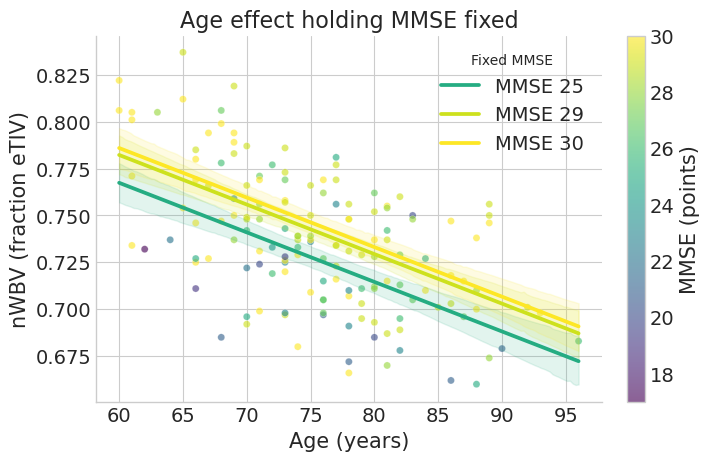 Age effect holding MMSE fixed
nWBV (fraction eTIV)
0.825
0.800
0.775
0.750
0.725
0.700
0.675
60 65 70 75 80 85 90 95
Age (years)
Fixed MMSE
MMSE 25
MMSE 29
MMSE 30
30
28
26
24
22
20
18
MMSE (points)